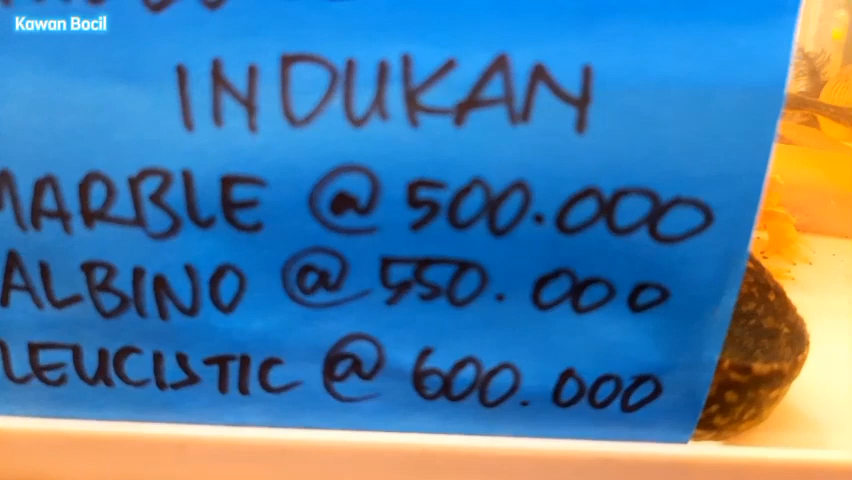 Kawan Bocil
INDUKAN
MARBLE @ 500.000
ALBINO @ 550.000
LEUCISTIC @ 600.000